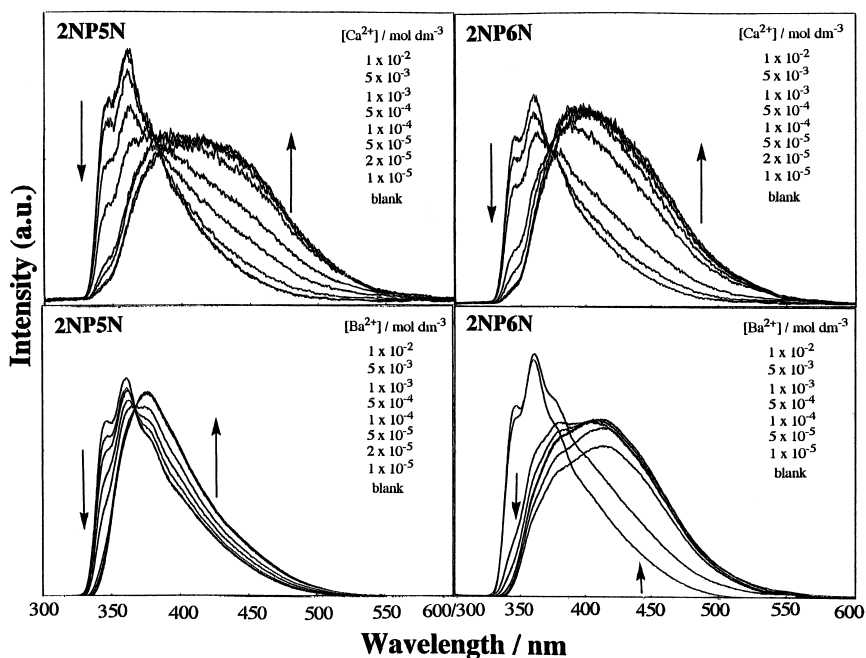 2NP5N
[Ca2+] / mol dm-3
1 x 10-2
5 x 10-3
1 x 10-3
5 x 10-4
1 x 10-4
5 x 10-5
2 x 10-5
1 x 10-5
blank
2NP6N
[Ca2+] / mol dm-3
1 x 10-2
5 x 10-3
1 x 10-3
5 x 10-4
1 x 10-4
5 x 10-5
2 x 10-5
1 x 10-5
blank
Intensity (a.u.)
2NP5N
[Ba2+] / mol dm-3
1 x 10-2
5 x 10-3
1 x 10-3
5 x 10-4
1 x 10-4
5 x 10-5
2 x 10-5
1 x 10-5
blank
2NP6N
[Ba2+] / mol dm-3
1 x 10-2
5 x 10-3
1 x 10-3
5 x 10-4
1 x 10-4
5 x 10-5
1 x 10-5
blank
300 350 400 450 500 550 600/300 350 400 450 500 550 600
Wavelength / nm